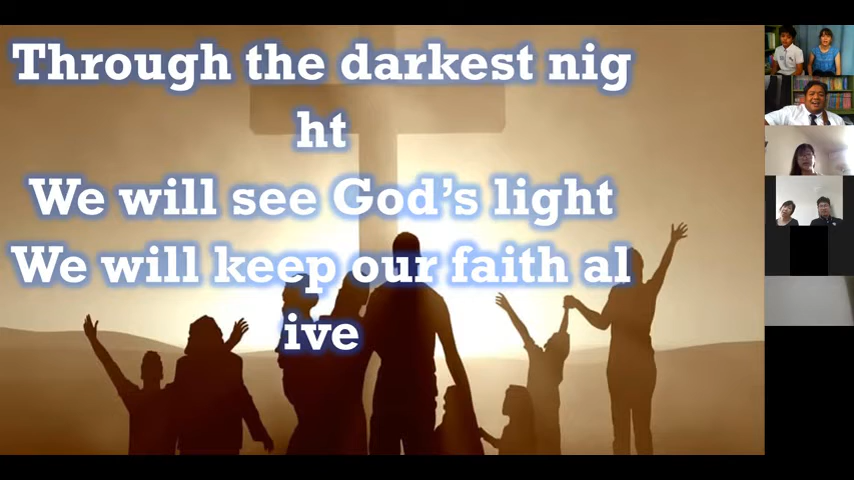 Through the darkest nig
ht
We will see God’s light
We will keep our faith al
ive